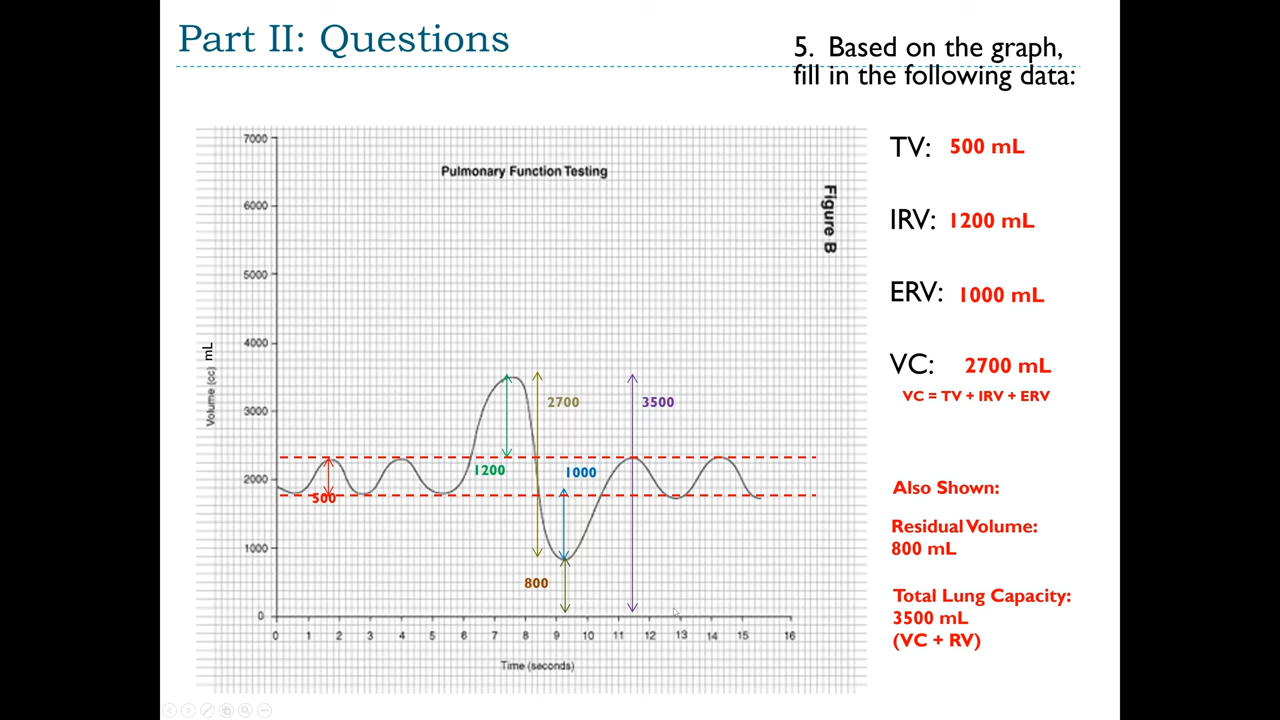 Part II: Questions
5. Based on the graph,
fill in the following data:
TV: 500 mL
IRV: 1200 mL
ERV: 1000 mL
VC: 2700 mL
VC = TV + IRV + ERV
Also Shown:
Residual Volume:
800 mL
Total Lung Capacity:
3500 mL
(VC + RV)
Pulmonary Function Testing
Figure B
Volume (cc) mL
7000
6000
5000
4000
3000
2000
1000
0
2700
3500
1200
1000
500
800
0 1 2 3 4 5 6 7 8 9 10 11 12 13 14 15 16
Time (seconds)